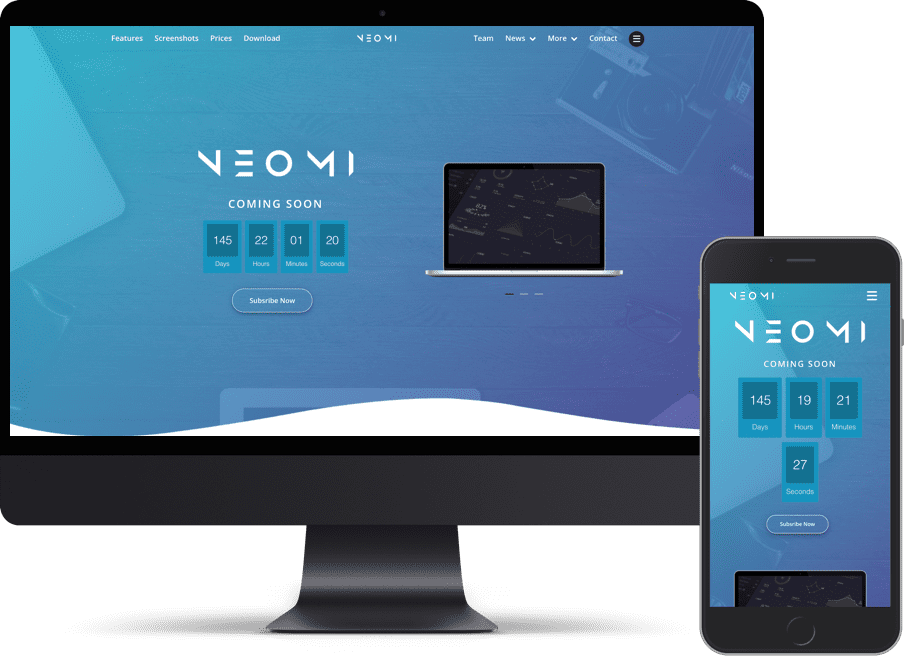 Features Screenshots Prices Download NEOMI Team News More Contact
NEOMI
COMING SOON
145 22 01 20
Days Hours Minutes Seconds
Subsribe Now
NEOMI
NEOMI
COMING SOON
145 19 21
Days Hours Minutes
27
Seconds
Subsribe Now